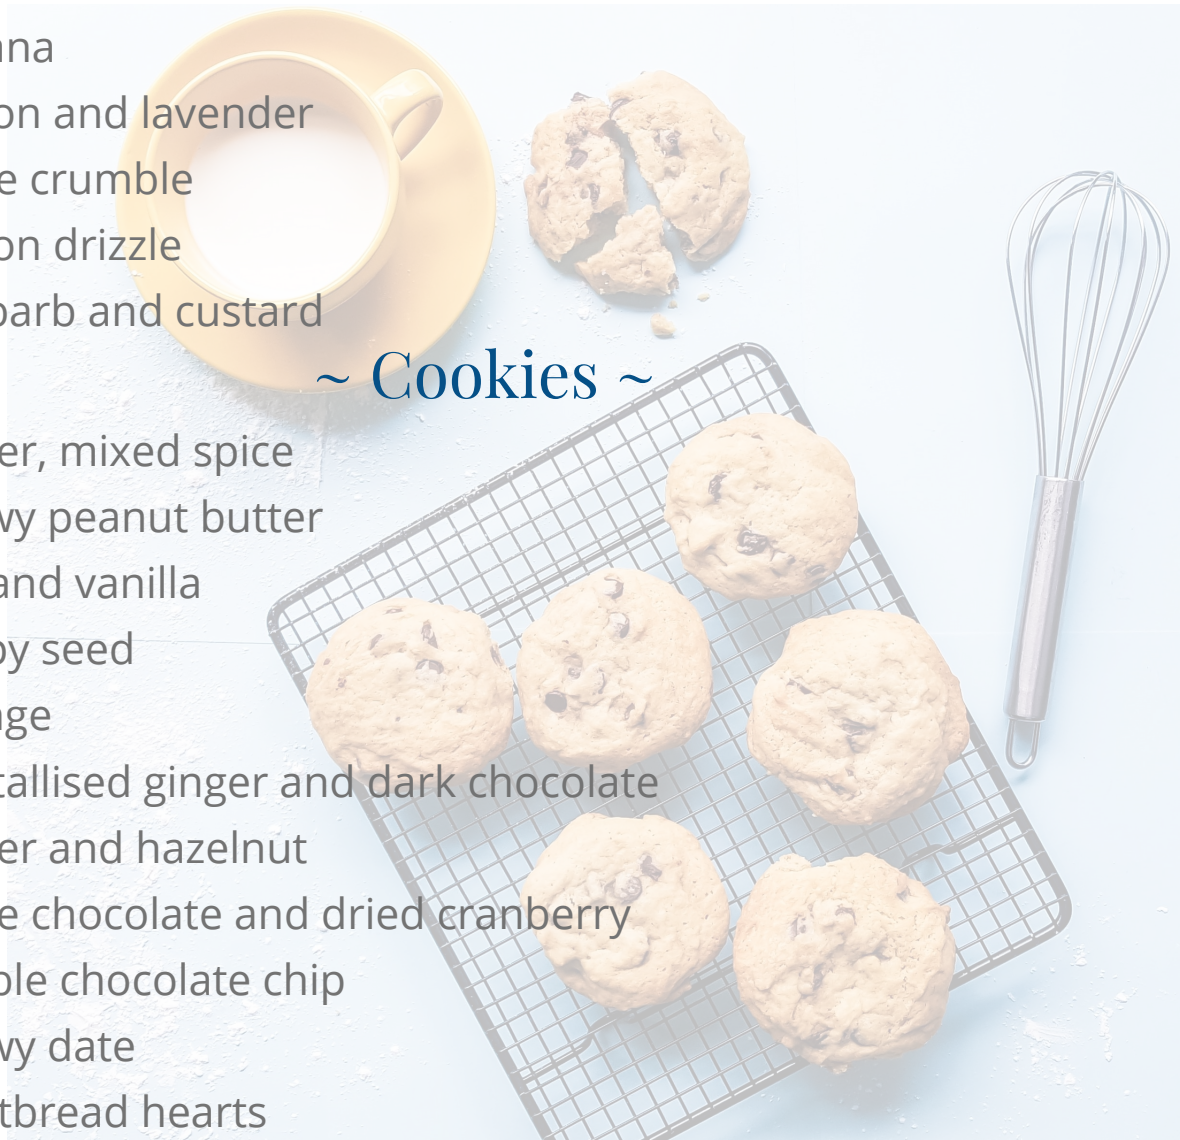 ana
on and lavender
e crumble
on drizzle
barb and custard
~ Cookies ~
er, mixed spice
wy peanut butter
and vanilla
py seed
nge
tallised ginger and dark chocolate
er and hazelnut
e chocolate and dried cranberry
ble chocolate chip
wy date
tbread hearts